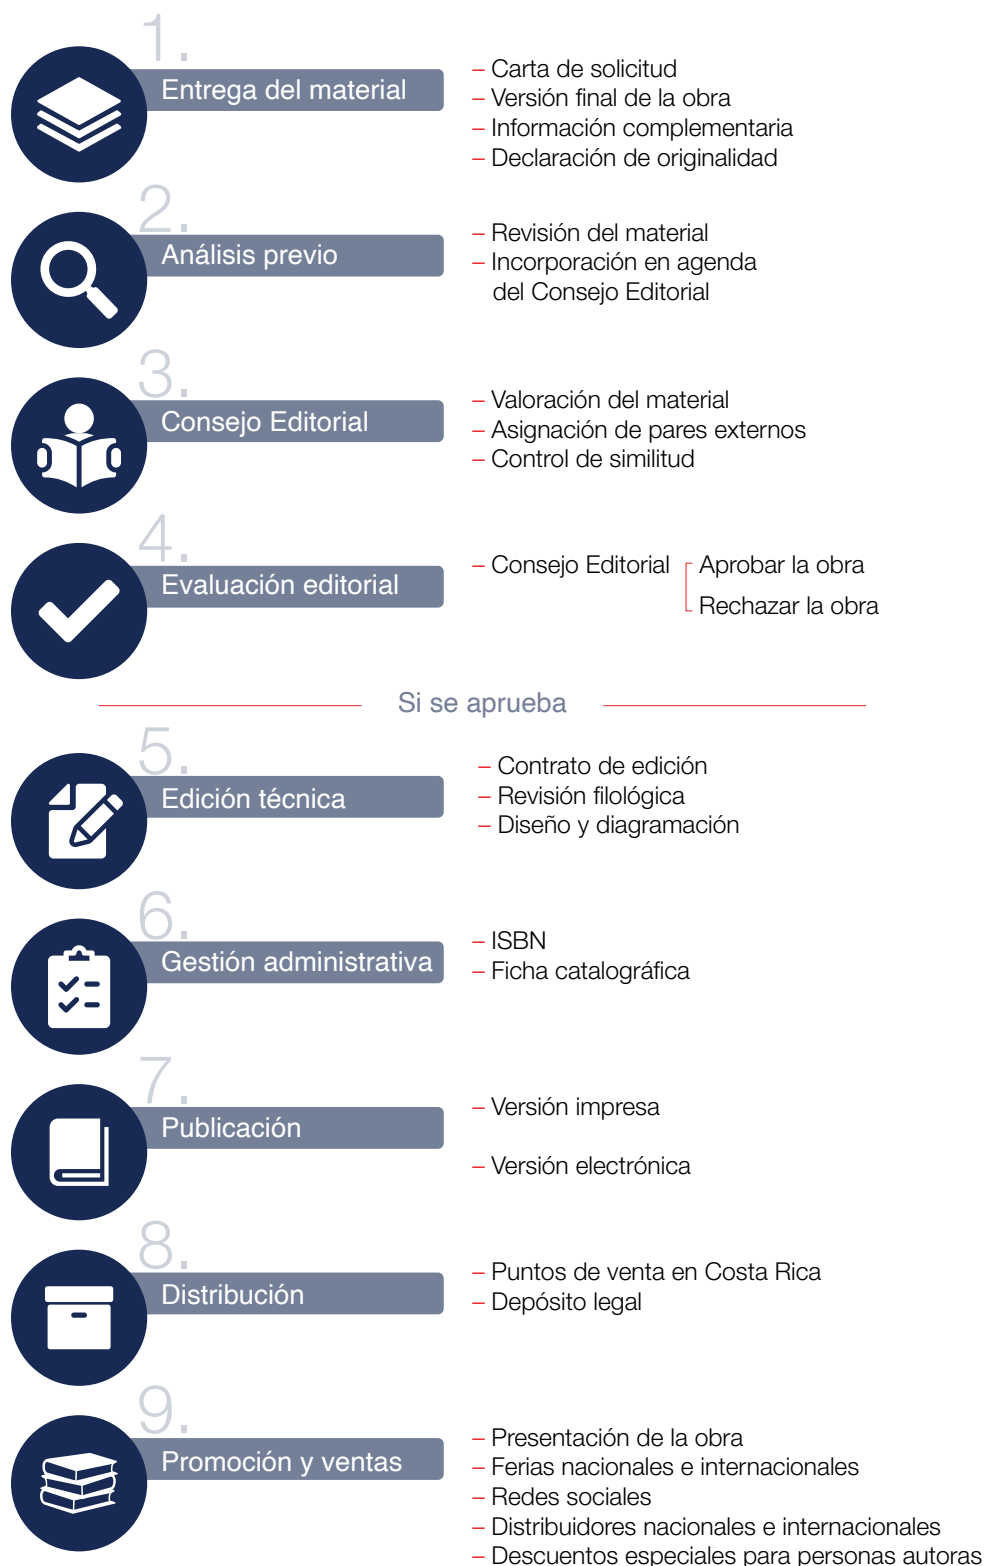 1.
Entrega del material
– Carta de solicitud
– Versión final de la obra
– Información complementaria
– Declaración de originalidad
2.
Análisis previo
– Revisión del material
– Incorporación en agenda
del Consejo Editorial
3.
Consejo Editorial
– Valoración del material
– Asignación de pares externos
– Control de similitud
4.
Evaluación editorial
– Consejo Editorial
Aprobar la obra
Rechazar la obra
Si se aprueba
5.
Edición técnica
– Contrato de edición
– Revisión filológica
– Diseño y diagramación
6.
Gestión administrativa
– ISBN
– Ficha catalográfica
7.
Publicación
– Versión impresa
– Versión electrónica
8.
Distribución
– Puntos de venta en Costa Rica
– Depósito legal
9.
Promoción y ventas
– Presentación de la obra
– Ferias nacionales e internacionales
– Redes sociales
– Distribuidores nacionales e internacionales
– Descuentos especiales para personas autoras